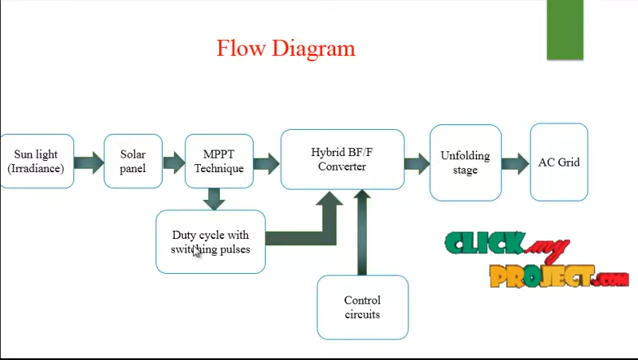 Flow Diagram
Sun light
(Irradiance)
Solar
panel
MPPT
Technique
Hybrid BF/F
Converter
Unfolding
stage
AC Grid
Duty cycle with
switching pulses
Control
circuits
CLICK my
PROJECT.COM